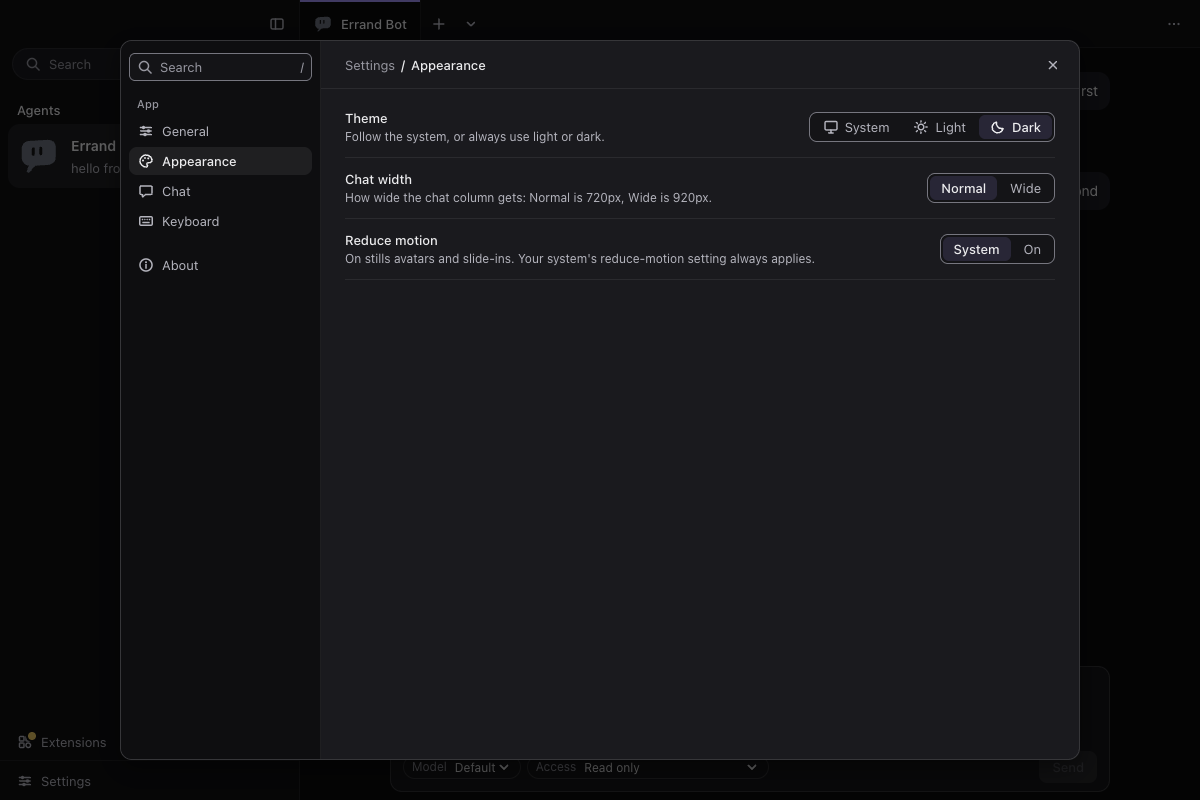 Errand Bot
Search
Agents
Errand
hello fro
Extensions
Settings
Search /
App
General
Appearance
Chat
Keyboard
About
Settings / Appearance
Theme
Follow the system, or always use light or dark.
System Light Dark
Chat width
How wide the chat column gets: Normal is 720px, Wide is 920px.
Normal Wide
Reduce motion
On stills avatars and slide-ins. Your system's reduce-motion setting always applies.
System On
rst
ond
Model Default Access Read only
Send